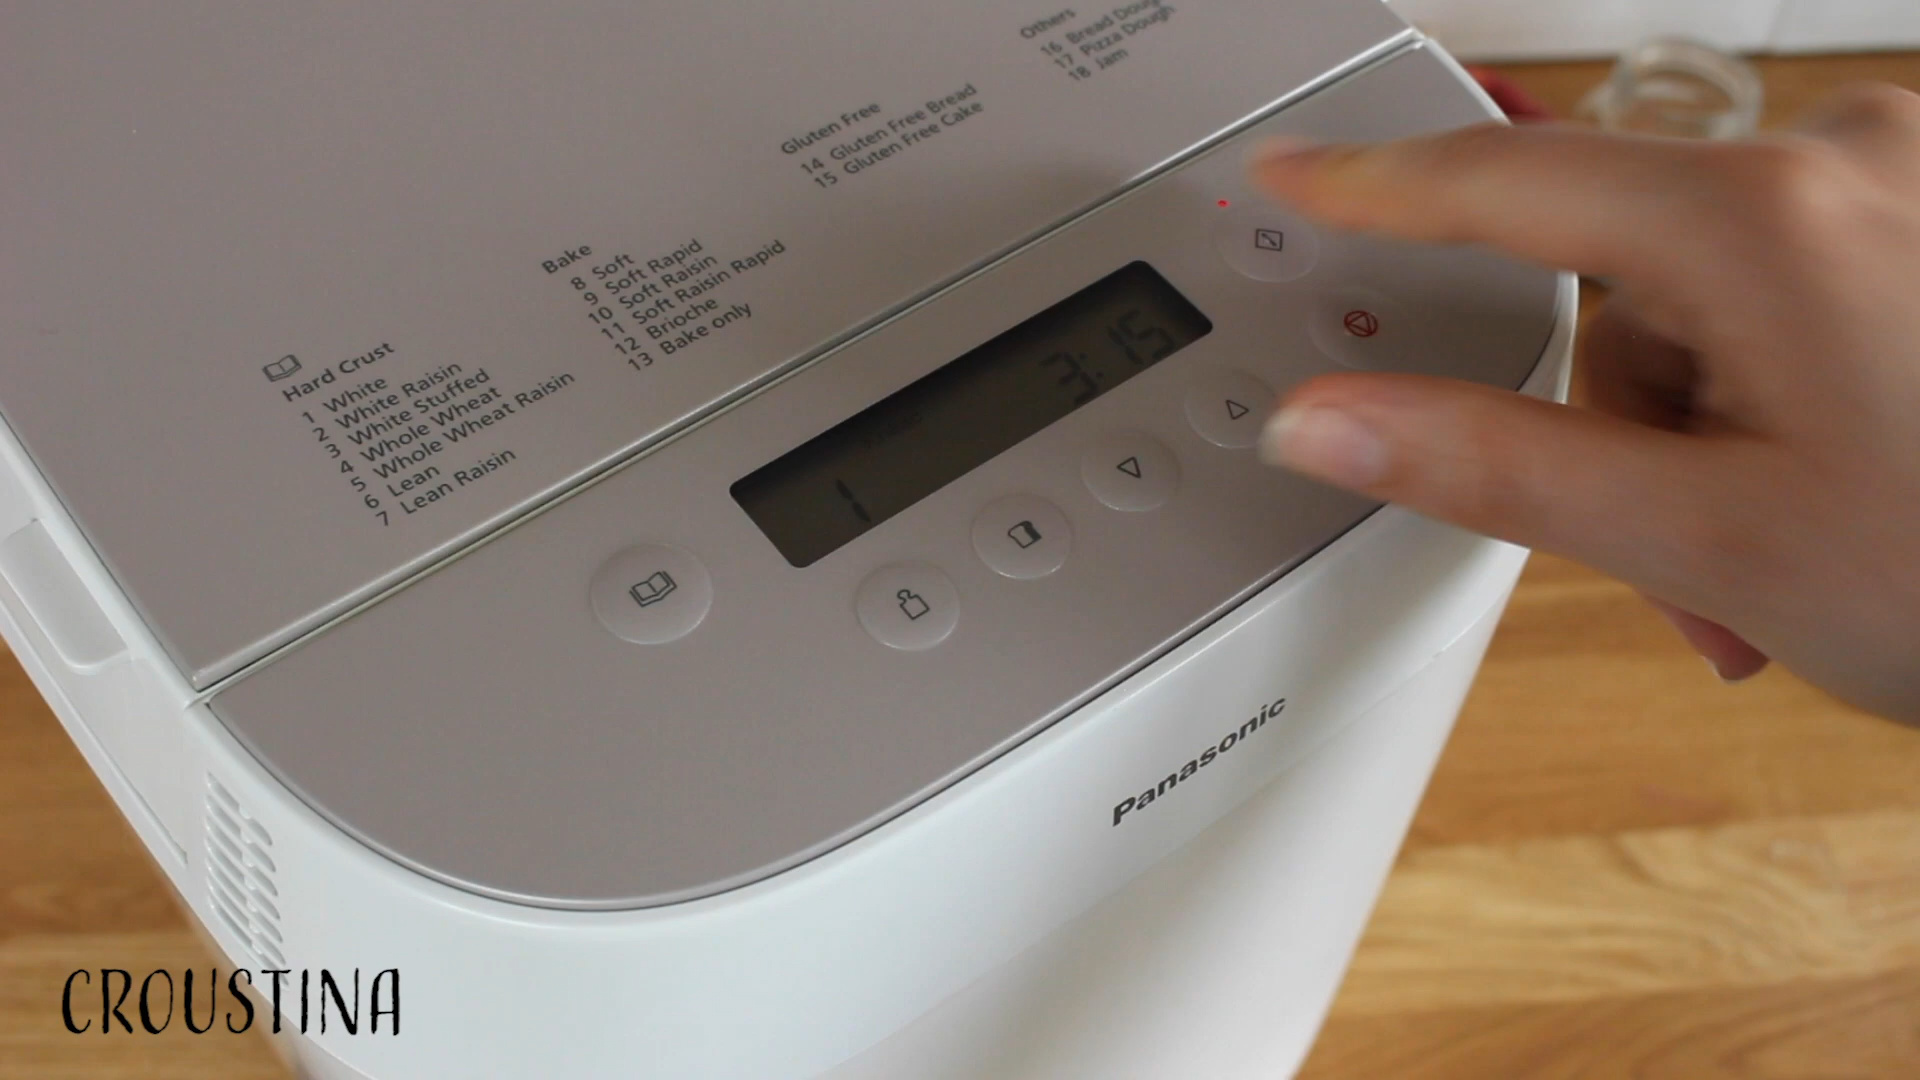 Hard Crust
1 White
2 White Raisin
3 White Stuffed
4 Whole Wheat
5 Whole Wheat Raisin
6 Lean
7 Lean Raisin
Bake
8 Soft
9 Soft Rapid
10 Soft Raisin
11 Soft Raisin Rapid
12 Brioche
13 Bake only
Gluten Free
14 Gluten Free Bread
15 Gluten Free Cake
Others
16 Bread Dough
17 Pizza Dough
18 Jam
1 3:15
Panasonic
CROUSTINA